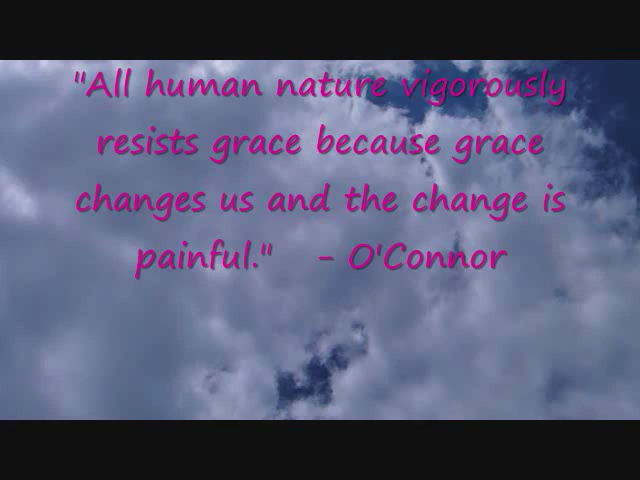 "All human nature vigorously
resists grace because grace
changes us and the change is
painful."    - O'Connor